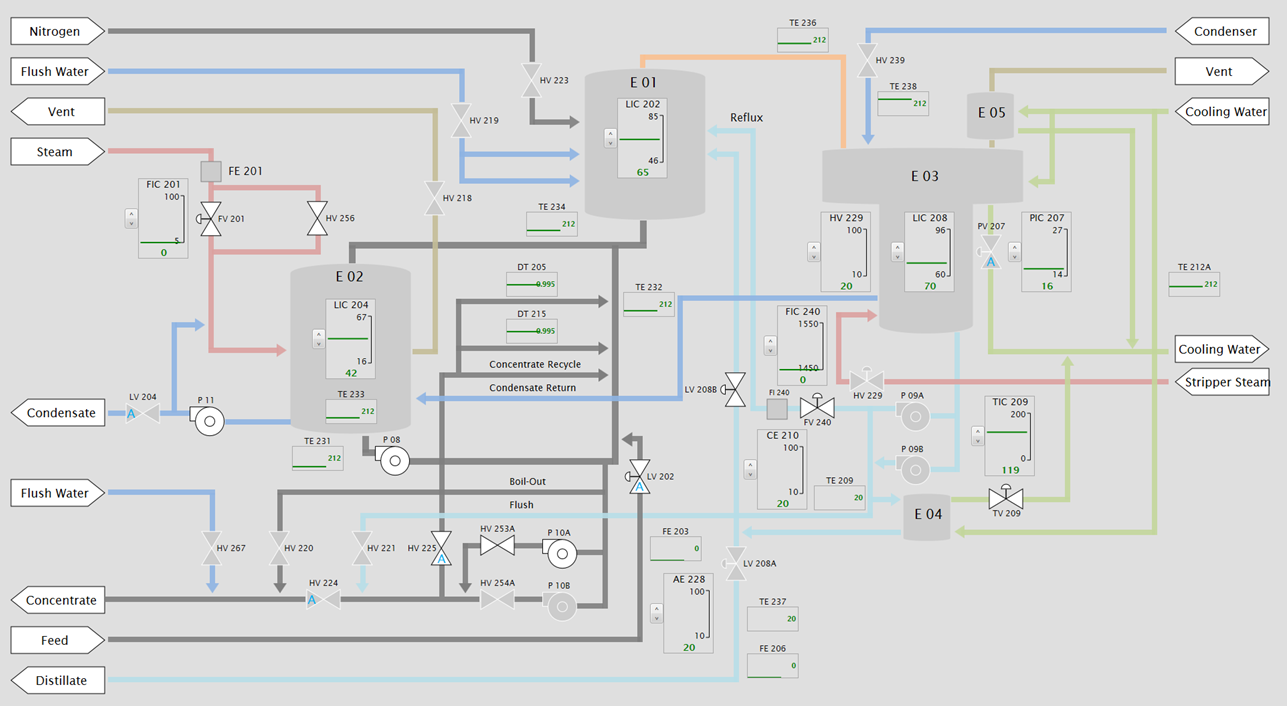 Nitrogen
Flush Water
Vent
Steam
FE 201
FIC 201
100
5
0
FV 201
HV 256
HV 223
HV 219
HV 218
E 01
LIC 202
85
46
65
TE 236
212
Reflux
HV 239
TE 238
212
Condenser
Vent
Cooling Water
E 05
E 03
TE 234
212
E 02
LIC 204
67
16
42
TE 233
212
DT 205
0.995
DT 215
0.995
TE 232
212
HV 229
100
10
20
LIC 208
96
60
70
PV 207
A
PIC 207
27
14
16
TE 212A
212
FIC 240
1550
1450
0
Cooling Water
Stripper Steam
Concentrate Recycle
Condensate Return
LV 208B
FI 240
FV 240
HV 229
P 09A
P 09B
TIC 209
200
0
119
Condensate
LV 204
A
P 11
TE 231
212
P 08
LV 202
A
CE 210
100
10
20
TE 209
20
E 04
TV 209
Flush Water
Boil-Out
Flush
HV 267
HV 220
HV 221
HV 225
A
HV 253A
P 10A
HV 254A
P 10B
HV 224
A
FE 203
0
LV 208A
AE 228
100
10
20
TE 237
20
FE 206
0
Concentrate
Feed
Distillate